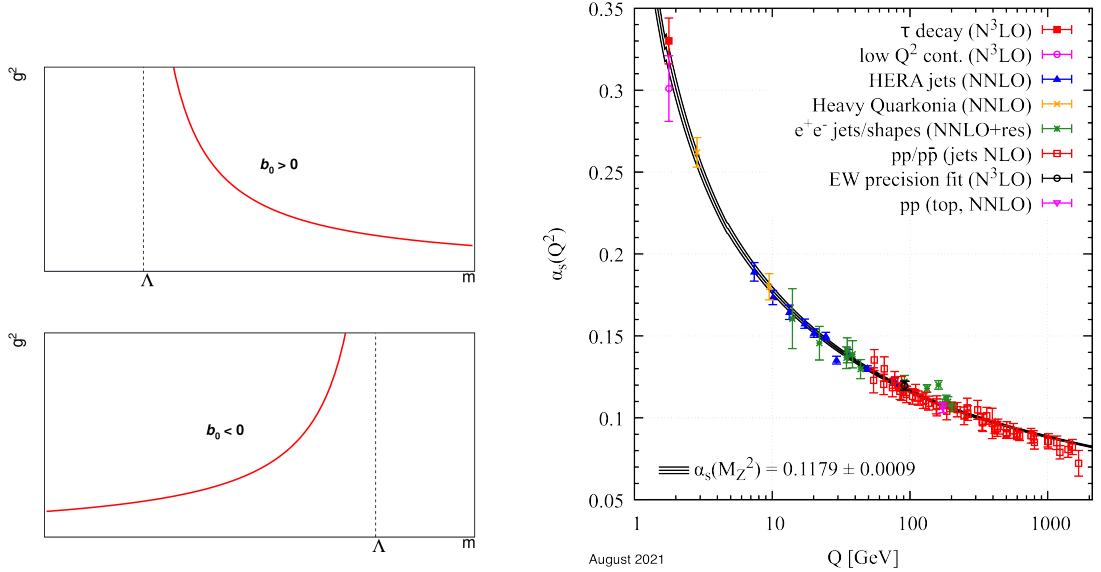 g²
b₀ > 0
Λ
m
g²
b₀ < 0
Λ
m
0.35
0.3
0.25
0.2
0.15
0.1
0.05
αs(Q²)
τ decay (N³LO)
low Q² cont. (N³LO)
HERA jets (NNLO)
Heavy Quarkonia (NNLO)
e⁺e⁻ jets/shapes (NNLO+res)
pp/pp̄ (jets NLO)
EW precision fit (N³LO)
pp (top, NNLO)
αs(M_Z²) = 0.1179 ± 0.0009
1 10 100 1000
August 2021
Q [GeV]